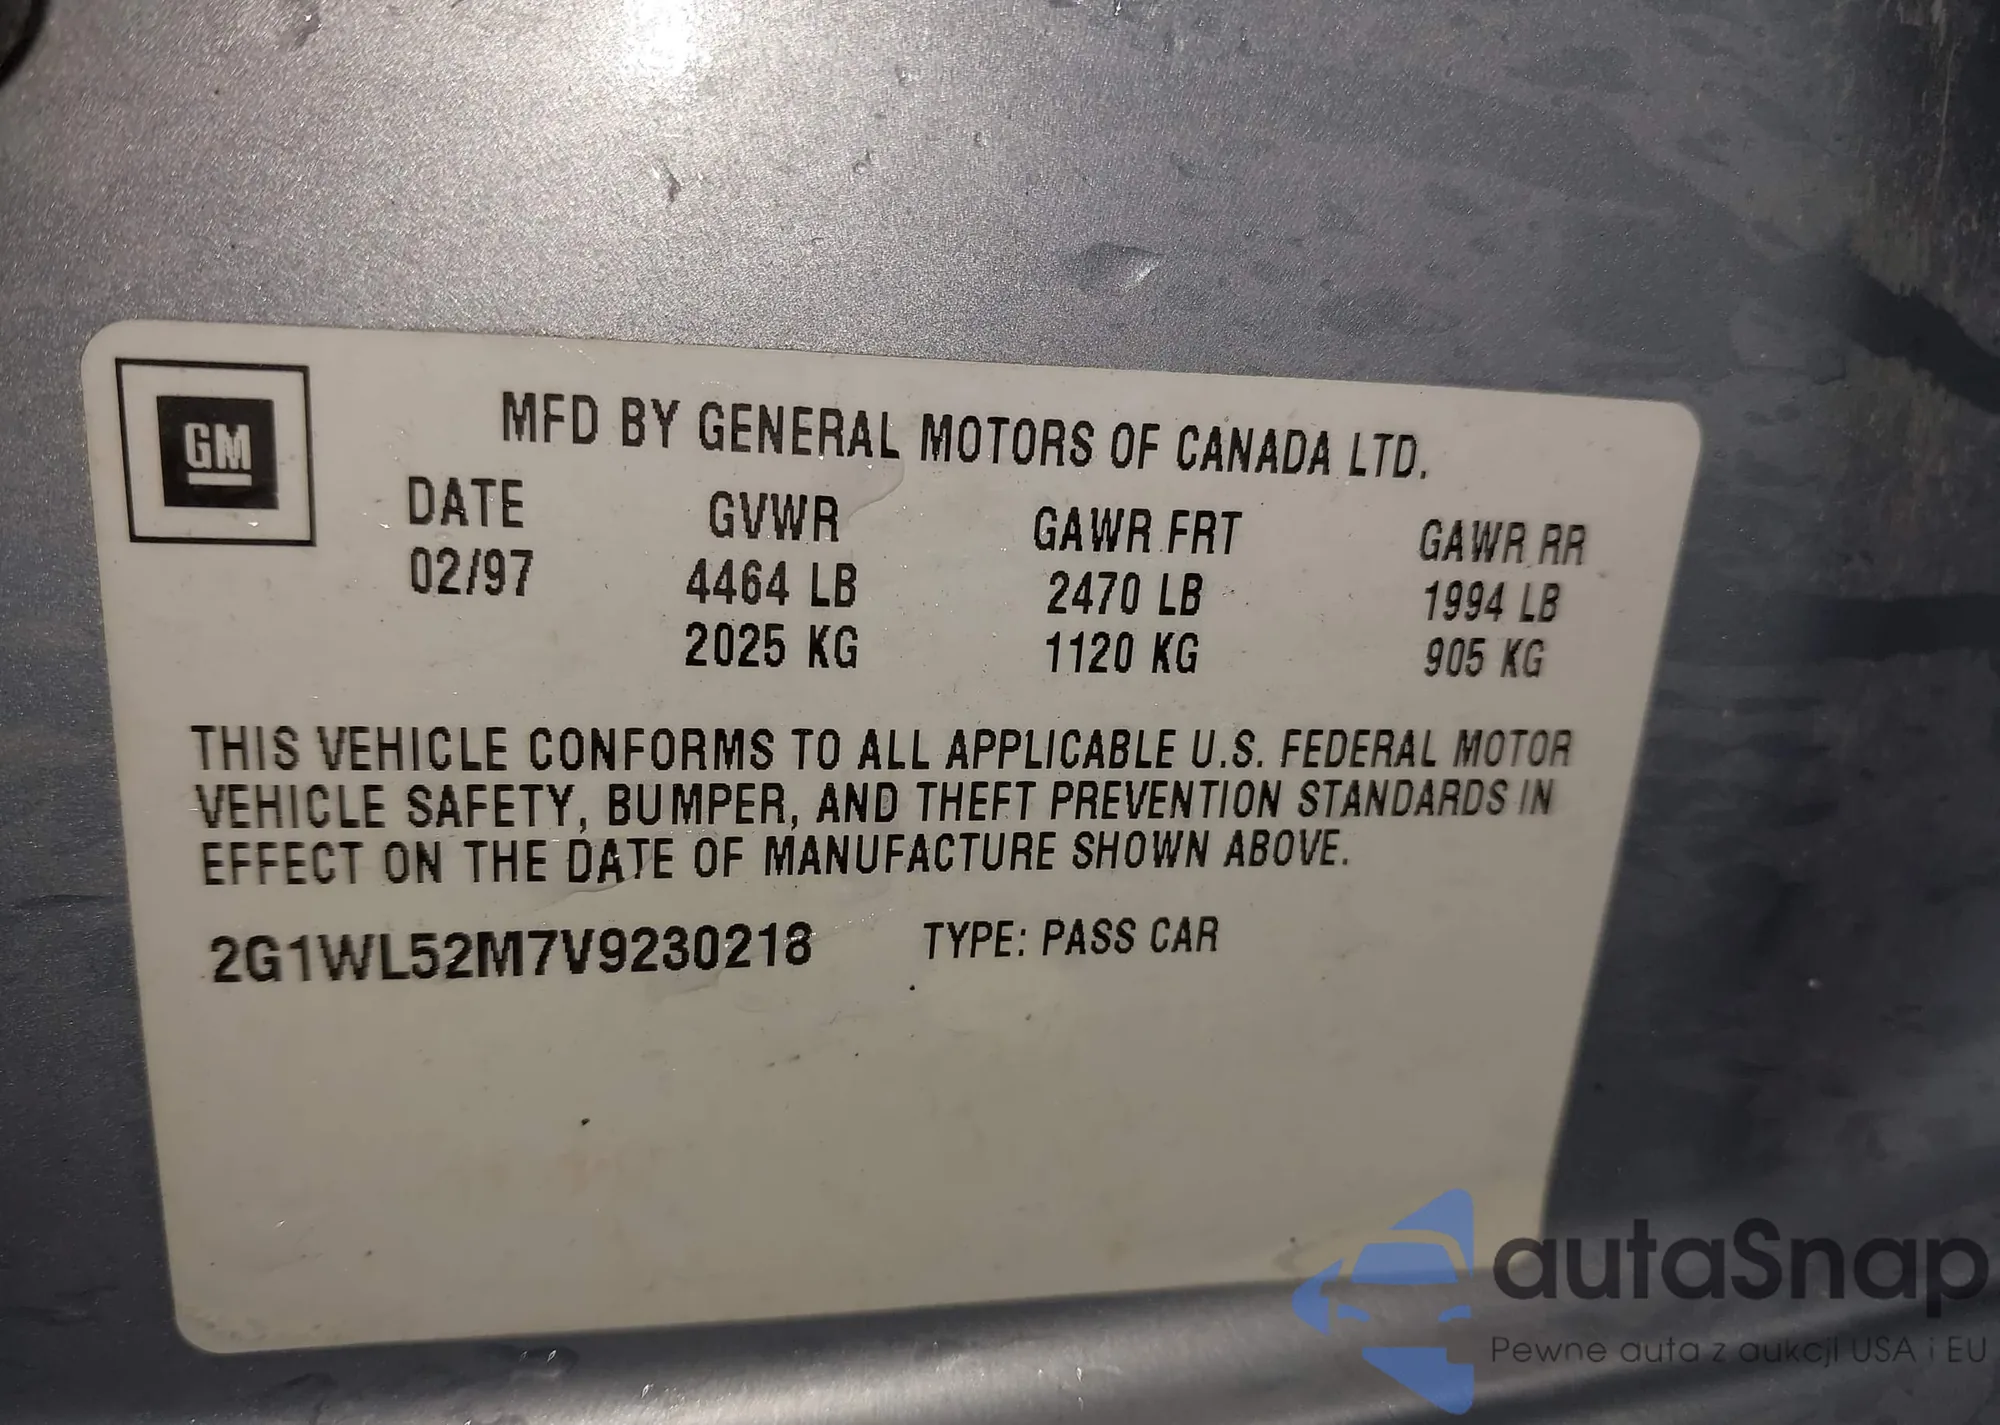 GM
MFD BY GENERAL MOTORS OF CANADA LTD.
DATE GVWR GAWR FRT GAWR RR
02/97 4464 LB 2470 LB 1994 LB
2025 KG 1120 KG 905 KG
THIS VEHICLE CONFORMS TO ALL APPLICABLE U.S. FEDERAL MOTOR
VEHICLE SAFETY, BUMPER, AND THEFT PREVENTION STANDARDS IN
EFFECT ON THE DATE OF MANUFACTURE SHOWN ABOVE.
2G1WL52M7V9230218 TYPE: PASS CAR
autaSnap
Pewne auta z aukcji USA i EU